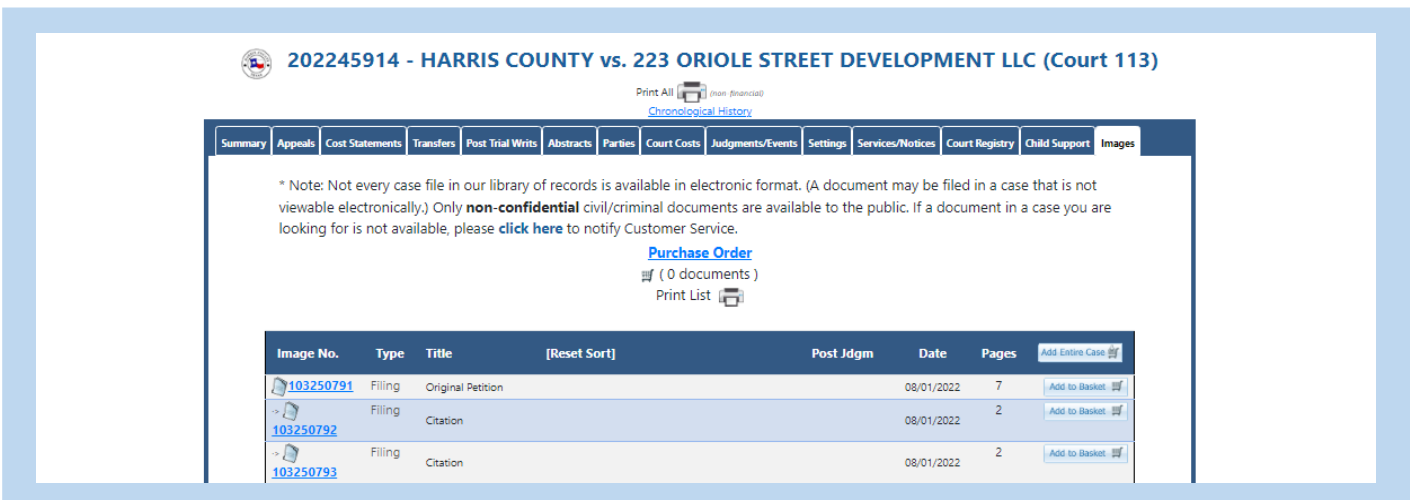 202245914 - HARRIS COUNTY vs. 223 ORIOLE STREET DEVELOPMENT LLC (Court 113)
Print All (non financial)
Chronological History
Summary Appeals Cost Statements Transfers Post Trial Writs Abstracts Parties Court Costs Judgments/Events Settings Services/Notices Court Registry Child Support Images
* Note: Not every case file in our library of records is available in electronic format. (A document may be filed in a case that is not
viewable electronically.) Only non-confidential civil/criminal documents are available to the public. If a document in a case you are
looking for is not available, please click here to notify Customer Service.
Purchase Order
( 0 documents )
Print List
Image No. Type Title [Reset Sort] Post Jdgm Date Pages Add Entire Case
103250791 Filing Original Petition 08/01/2022 7 Add to Basket
-> Filing Citation 08/01/2022 2 Add to Basket
103250792
-> Filing Citation 08/01/2022 2 Add to Basket
103250793